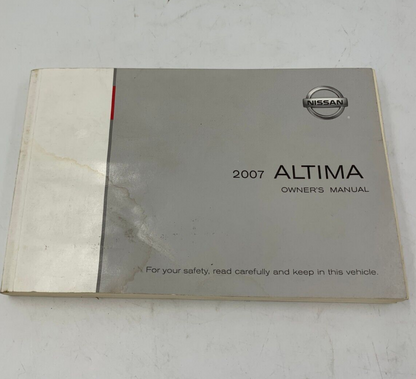 NISSAN
2007 ALTIMA
OWNER'S MANUAL
For your safety, read carefully and keep in this vehicle.